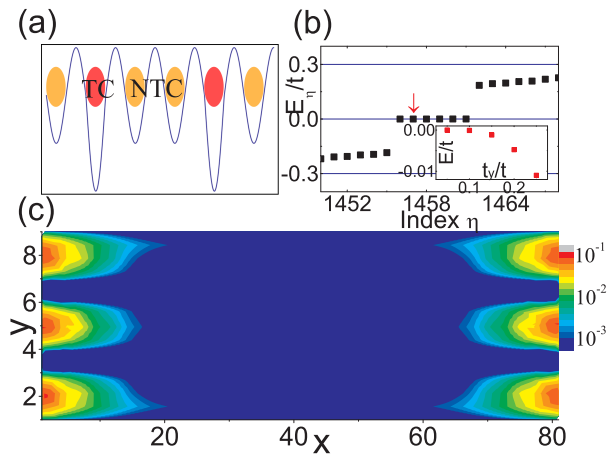 (a)
TC NTC
(b)
E_η/t
0.3
0.0
-0.3
1452 1458 1464
Index η
E/t
0.00
-0.01
0.1 0.2
t_y/t
(c)
y
8
6
4
2
20 40 60 80
x
10^-1
10^-2
10^-3